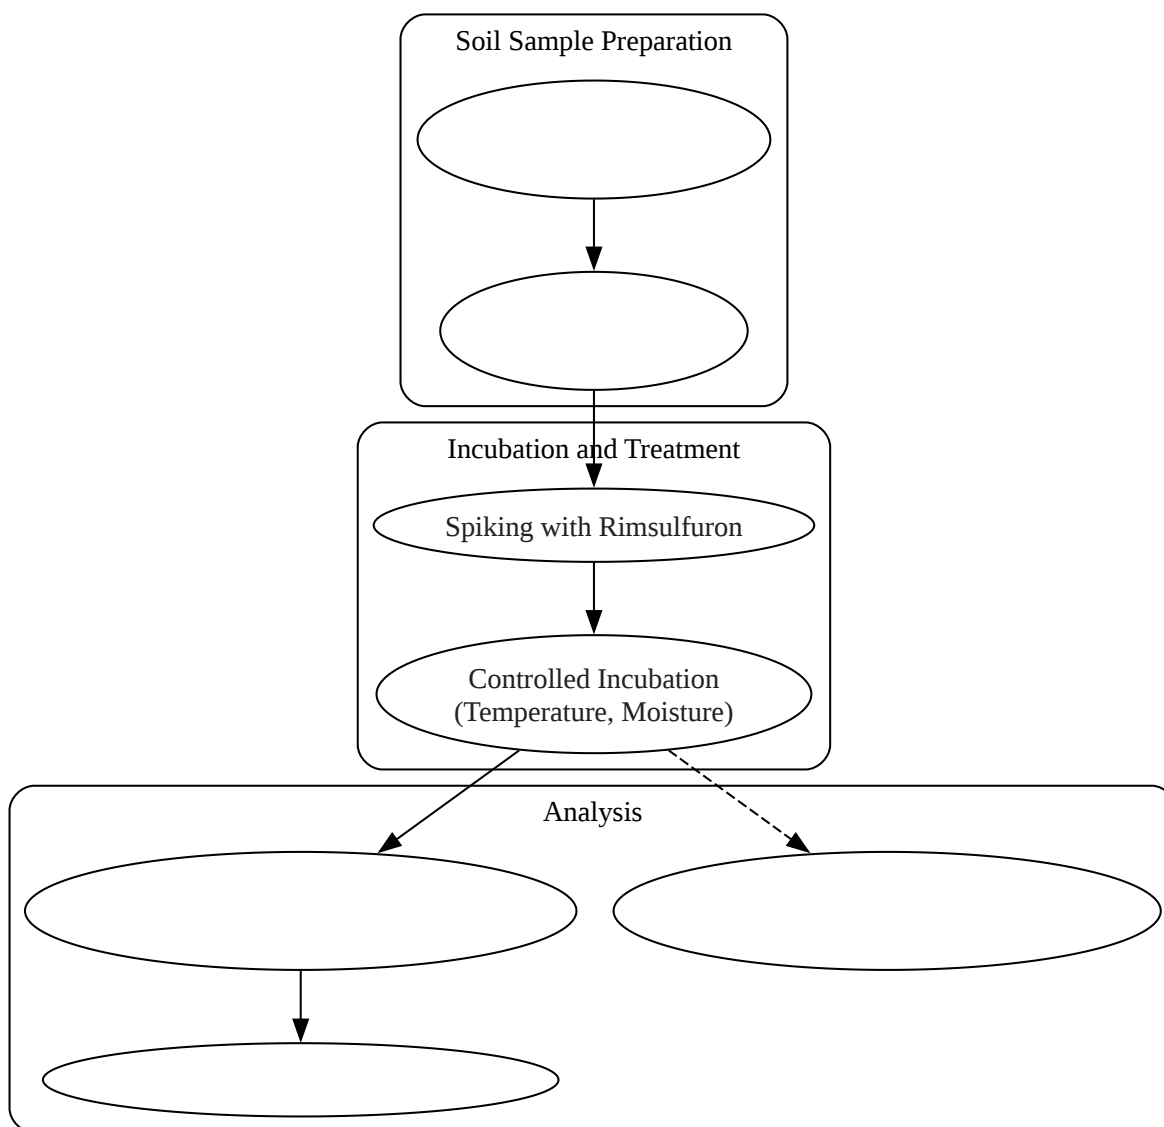 Soil Sample Preparation
Incubation and Treatment
Spiking with Rimsulfuron
Controlled Incubation
(Temperature, Moisture)
Analysis